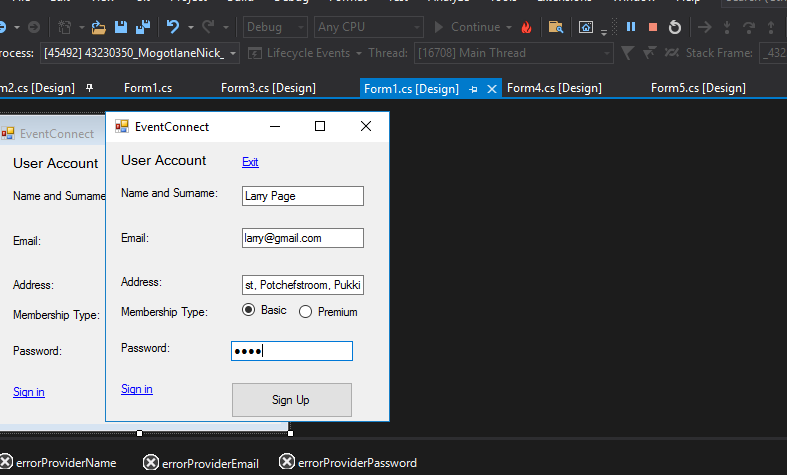 Debug Any CPU Continue
rocess: [45492] 43230350_MogotlaneNick_ Lifecycle Events Thread: [16708] Main Thread Stack Frame: _432
m2.cs [Design] Form1.cs Form3.cs [Design] Form1.cs [Design] Form4.cs [Design] Form5.cs [Design]
EventConnect
User Account
Name and Surname
Email:
Address:
Membership Type:
Password:
Sign in
EventConnect
User Account Exit
Name and Surname: Larry Page
Email: larry@gmail.com
Address: st, Potchefstroom, Pukki
Membership Type: Basic Premium
Password: ●●●●
Sign in Sign Up
errorProviderName errorProviderEmail errorProviderPassword